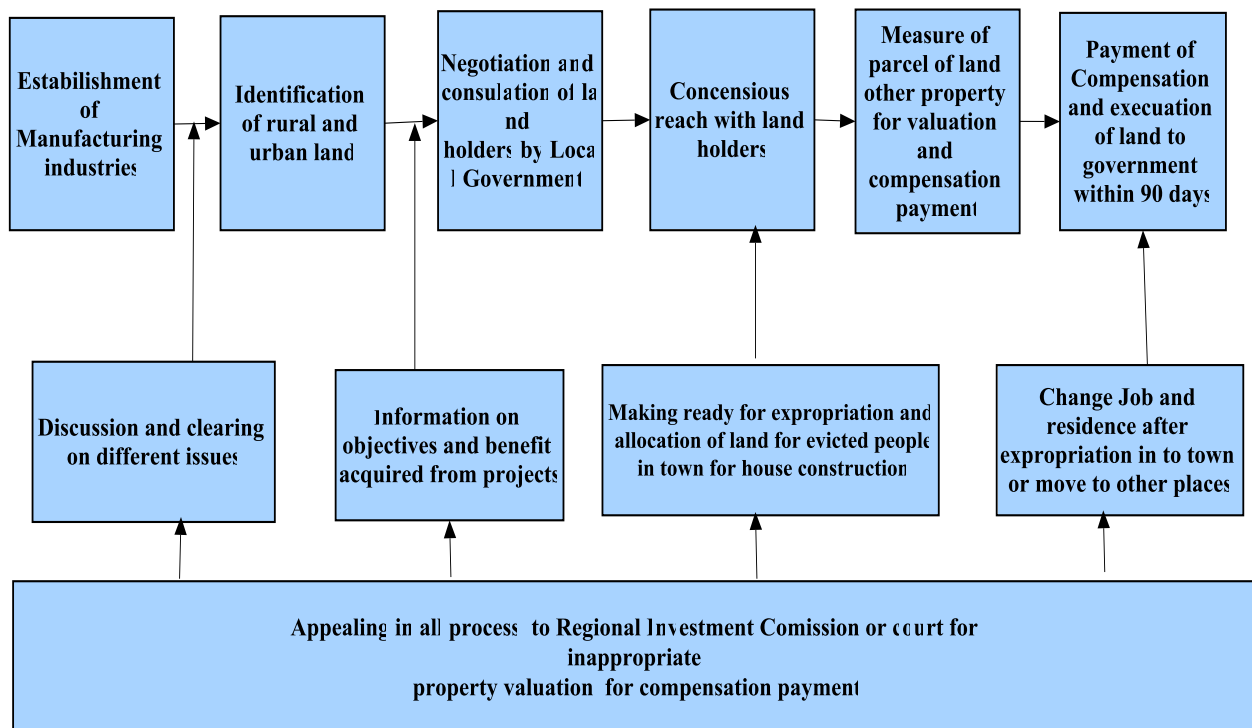 Estabilishment
of
Manufacturing
industries
Identification
of rural and
urban land
Negotiation and
consulation of la
nd
holders by Loca
l Government
Concensious
reach with land
holders
Measure of
parcel of land
other property
for valuation
and
compensation
payment
Payment of
Compensation
and execuation
of land to
government
within 90 days
Discussion and clearing
on different issues
Information on
objectives and benefit
acquired from projects
Making ready for expropriation and
allocation of land for evicted people
in town for house construction
Change Job and
residence after
expropriation in to town
or move to other places
Appealing in all process to Regional Investment Comission or court for
inappropriate
property valuation for compensation payment